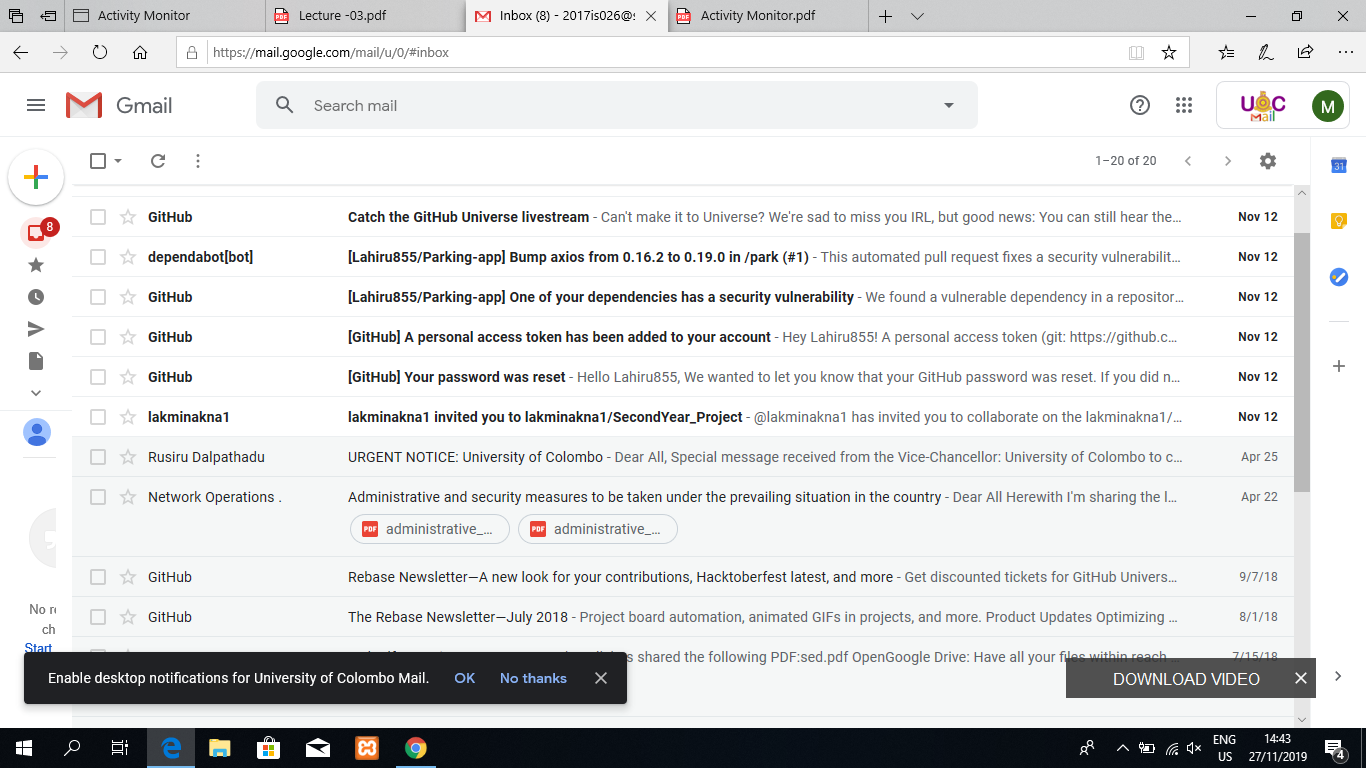 Activity Monitor
Lecture -03.pdf
Inbox (8) - 2017is026@s
Activity Monitor.pdf
https://mail.google.com/mail/u/0/#inbox
Gmail
Search mail
UOC
Mail
M
1–20 of 20
31
8
GitHub Catch the GitHub Universe livestream - Can't make it to Universe? We're sad to miss you IRL, but good news: You can still hear the… Nov 12
dependabot[bot] [Lahiru855/Parking-app] Bump axios from 0.16.2 to 0.19.0 in /park (#1) - This automated pull request fixes a security vulnerabilit… Nov 12
GitHub [Lahiru855/Parking-app] One of your dependencies has a security vulnerability - We found a vulnerable dependency in a repositor… Nov 12
GitHub [GitHub] A personal access token has been added to your account - Hey Lahiru855! A personal access token (git: https://github.c… Nov 12
GitHub [GitHub] Your password was reset - Hello Lahiru855, We wanted to let you know that your GitHub password was reset. If you did n… Nov 12
lakminakna1 lakminakna1 invited you to lakminakna1/SecondYear_Project - @lakminakna1 has invited you to collaborate on the lakminakna1/… Nov 12
Rusiru Dalpathadu URGENT NOTICE: University of Colombo - Dear All, Special message received from the Vice-Chancellor: University of Colombo to c… Apr 25
Network Operations . Administrative and security measures to be taken under the prevailing situation in the country - Dear All Herewith I'm sharing the l… Apr 22
PDF administrative_… PDF administrative_…
GitHub Rebase Newsletter—A new look for your contributions, Hacktoberfest latest, and more - Get discounted tickets for GitHub Univers… 9/7/18
GitHub The Rebase Newsletter—July 2018 - Project board automation, animated GIFs in projects, and more. Product Updates Optimizing … 8/1/18
shared the following PDF:sed.pdf OpenGoogle Drive: Have all your files within reach … 7/15/18
No
ch
Start
Enable desktop notifications for University of Colombo Mail. OK No thanks
DOWNLOAD VIDEO
ENG
US
14:43
27/11/2019
4